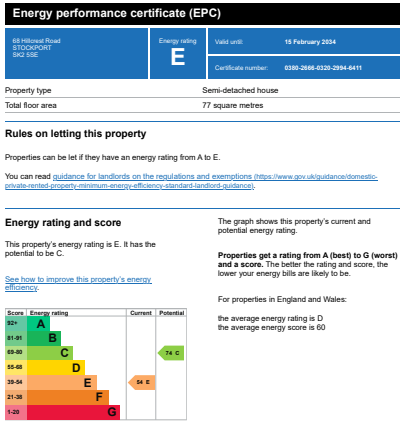 Energy performance certificate (EPC)
68 Hillcrest Road
STOCKPORT
SK2 5SE
Energy rating
E
Valid until:
15 February 2034
Certificate number:
0380-2666-0320-2994-6411
Property type
Semi-detached house
Total floor area
77 square metres
Rules on letting this property
Properties can be let if they have an energy rating from A to E.
You can read guidance for landlords on the regulations and exemptions (https://www.gov.uk/guidance/domestic-
private-rented-property-minimum-energy-efficiency-standard-landlord-guidance).
Energy rating and score
This property's energy rating is E. It has the
potential to be C.
See how to improve this property's energy
efficiency.
Score Energy rating Current Potential
92+ A
81-91 B
69-80 C 74 C
55-68 D
39-54 E 54 E
21-38 F
1-20 G
The graph shows this property's current and
potential energy rating.
Properties get a rating from A (best) to G (worst)
and a score. The better the rating and score, the
lower your energy bills are likely to be.
For properties in England and Wales:
the average energy rating is D
the average energy score is 60